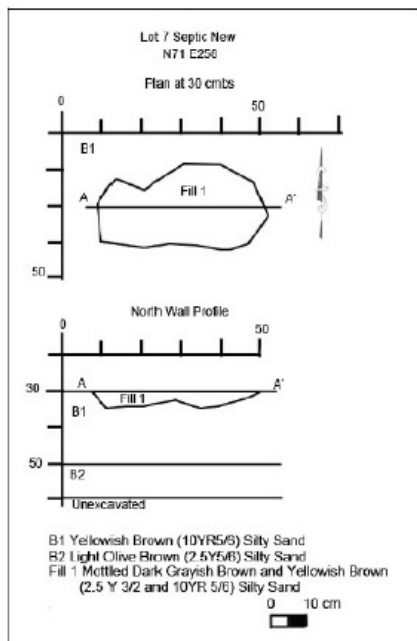 Lot 7 Septic New
N71 E258
Plan at 30 cmbs
0
50
B1
A
Fill 1
A'
50
North Wall Profile
0
50
30
A
A'
Fill 1
B1
50
B2
Unexcavated
B1 Yellowish Brown (10YR5/6) Silty Sand
B2 Light Olive Brown (2.5Y5/6) Silty Sand
Fill 1 Mottled Dark Grayish Brown and Yellowish Brown
(2.5 Y 3/2 and 10YR 5/6) Silty Sand
0
10 cm